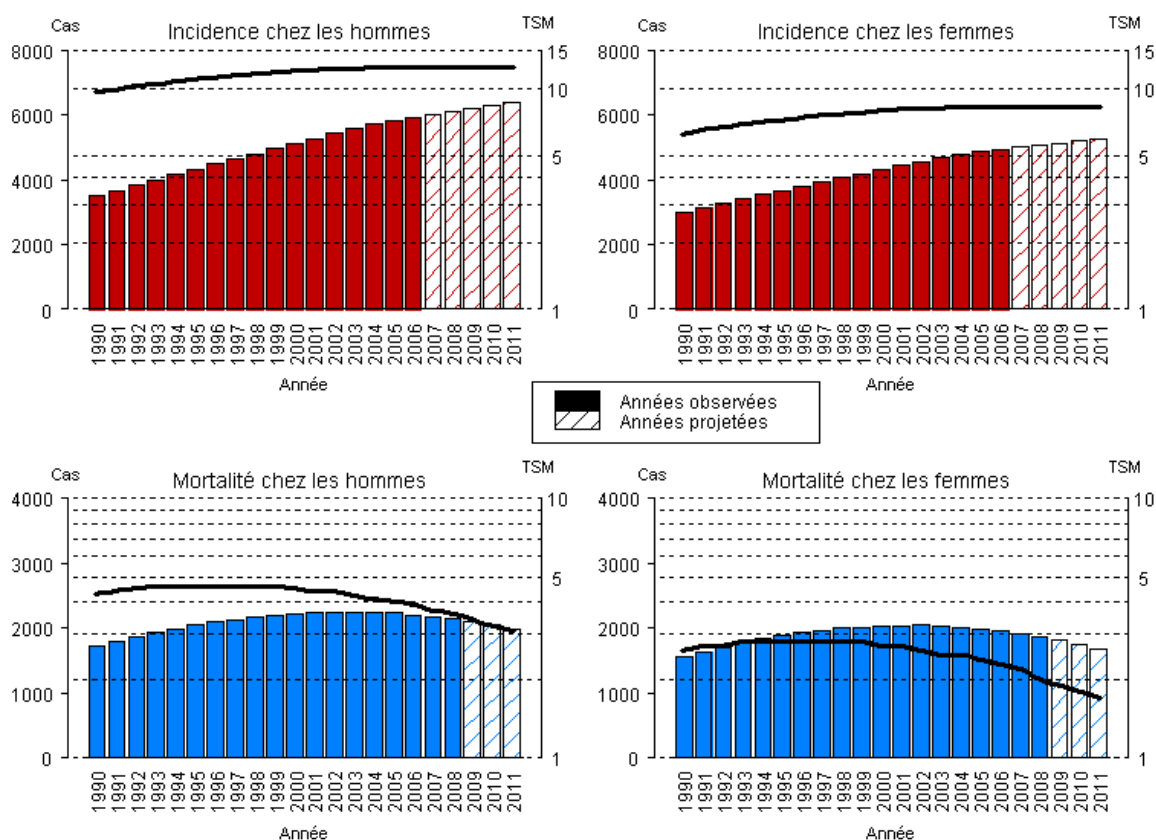 Cas
Incidence chez les hommes
TSM
8000
6000
4000
2000
0
15
10
5
1
1990 1991 1992 1993 1994 1995 1996 1997 1998 1999 2000 2001 2002 2003 2004 2005 2006 2007 2008 2009 2010 2011
Année
Cas
Incidence chez les femmes
TSM
8000
6000
4000
2000
0
15
10
5
1
1990 1991 1992 1993 1994 1995 1996 1997 1998 1999 2000 2001 2002 2003 2004 2005 2006 2007 2008 2009 2010 2011
Année
Années observées
Années projetées
Cas
Mortalité chez les hommes
TSM
4000
3000
2000
1000
0
10
5
1
1990 1991 1992 1993 1994 1995 1996 1997 1998 1999 2000 2001 2002 2003 2004 2005 2006 2007 2008 2009 2010 2011
Année
Cas
Mortalité chez les femmes
TSM
4000
3000
2000
1000
0
10
5
1
1990 1991 1992 1993 1994 1995 1996 1997 1998 1999 2000 2001 2002 2003 2004 2005 2006 2007 2008 2009 2010 2011
Année